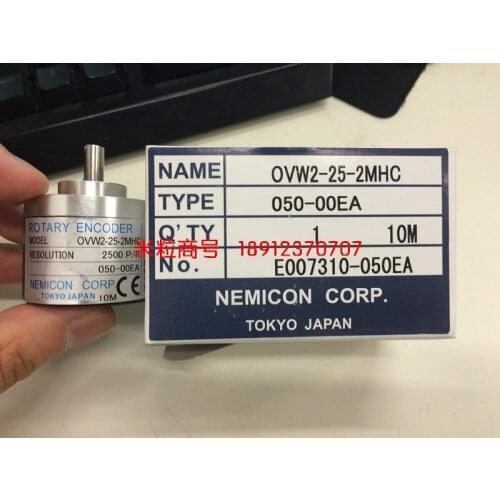 ROTARY ENCODER
MODEL OVW2-25-2MHC
RESOLUTION 2500 P/
050-00EA
NEMICON CORP.
TOKYO JAPAN 10M
CE
NAME OVW2-25-2MHC
TYPE 050-00EA
Q'TY 1 10M
No. E007310-050EA
NEMICON CORP.
TOKYO JAPAN
米粒商号 18912370707